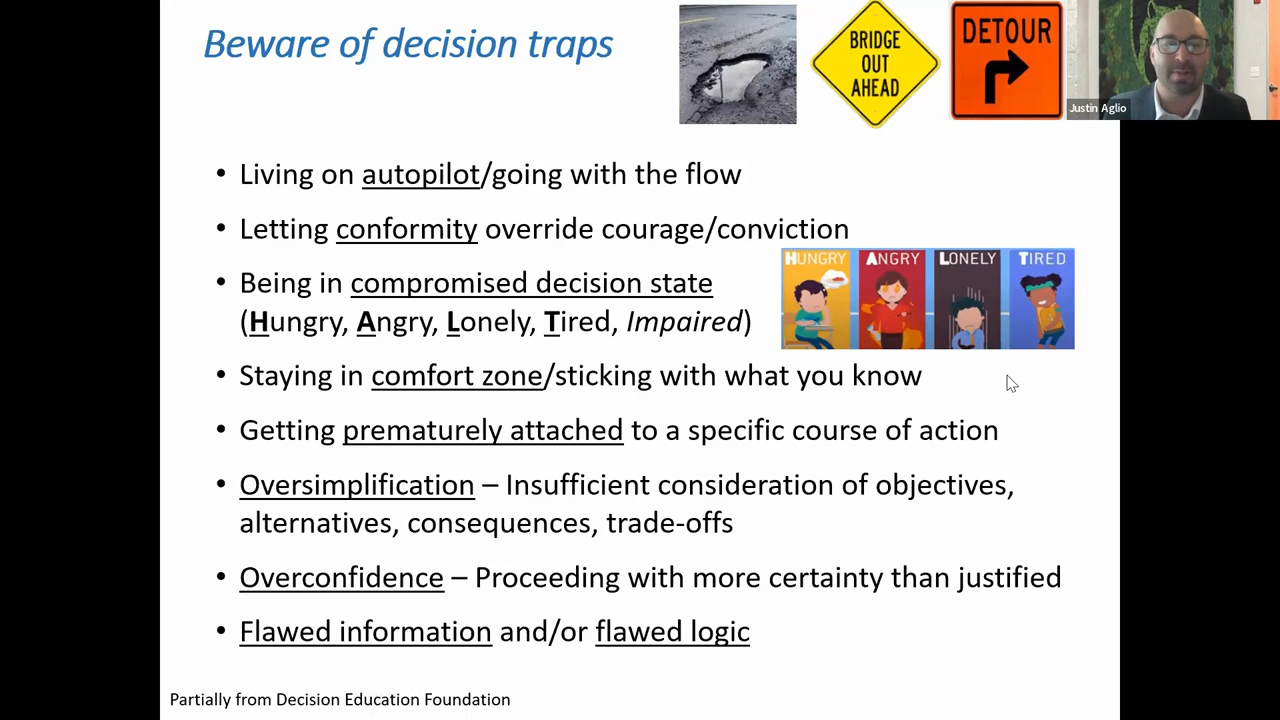 Beware of decision traps
BRIDGE
OUT
AHEAD
DETOUR
Justin Aglio
• Living on autopilot/going with the flow
• Letting conformity override courage/conviction
• Being in compromised decision state
(Hungry, Angry, Lonely, Tired, Impaired)
HUNGRY ANGRY LONELY TIRED
• Staying in comfort zone/sticking with what you know
• Getting prematurely attached to a specific course of action
• Oversimplification – Insufficient consideration of objectives,
alternatives, consequences, trade-offs
• Overconfidence – Proceeding with more certainty than justified
• Flawed information and/or flawed logic
Partially from Decision Education Foundation